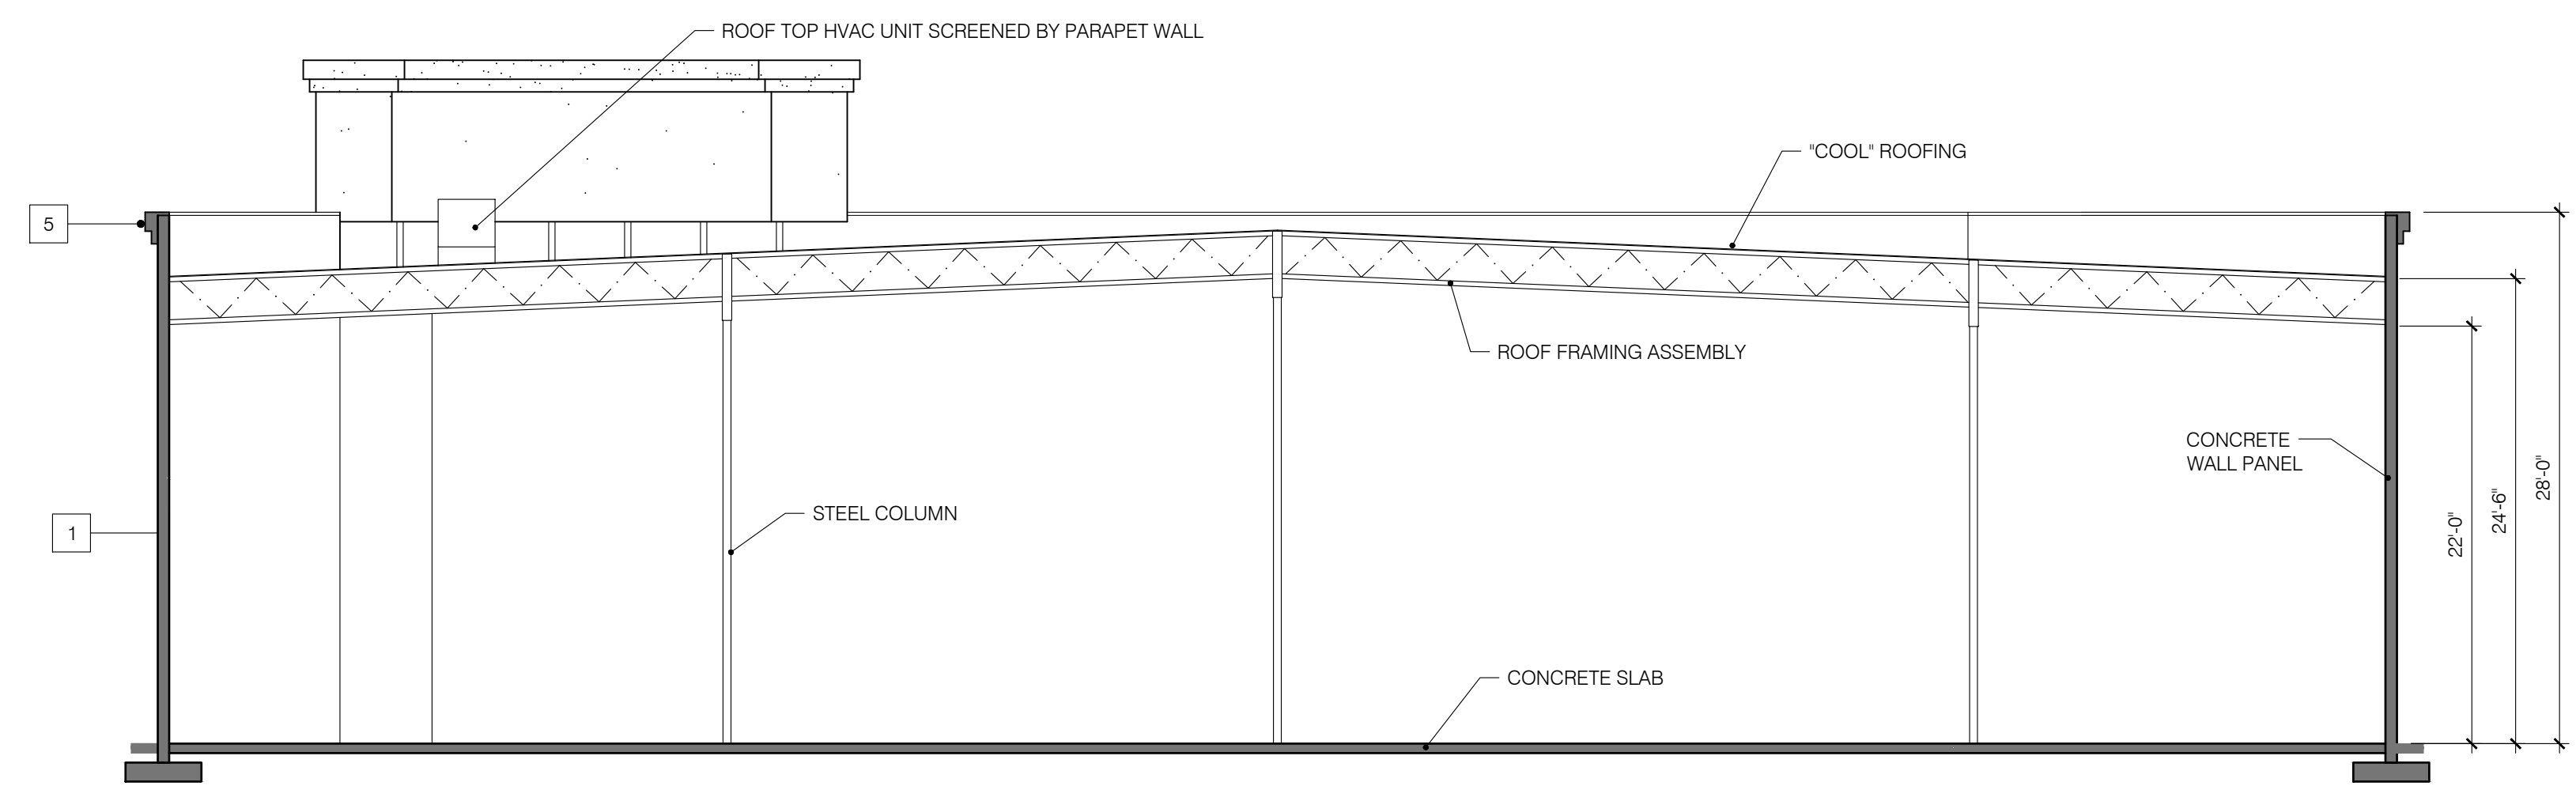 ROOF TOP HVAC UNIT SCREENED BY PARAPET WALL
"COOL" ROOFING
5
ROOF FRAMING ASSEMBLY
CONCRETE
WALL PANEL
28'-0"
24'-6"
22'-0"
1
STEEL COLUMN
CONCRETE SLAB